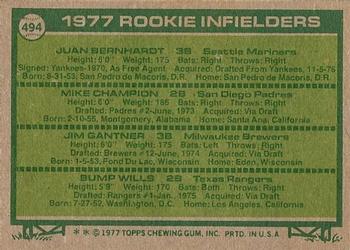 494
1977 ROOKIE INFIELDERS
JUAN BERNHARDT 3B Seattle Mariners
Height: 6'0" Weight: 175 Bats: Right Throws: Right
Signed: Yankees-1970, As Free Agent Drafted: Yankees, 11-5-76
Born: 8-31-53, San Pedro de Macoris, D.R. Home: San Pedro de Macoris, D.R.
MIKE CHAMPION 2B San Diego Padres
Height: 6'0" Weight: 185 Bats: Right Throws: Right
Drafted: Padres #2-June, 1973 Acquired: Via Draft
Born: 2-10-55, Montgomery, Alabama Home: Santa Ana, California
JIM GANTNER 3B Milwaukee Brewers
Height: 6'0" Weight: 175 Bats: Left Throws: Right
Drafted: Brewers #12-June, 1974 Acquired: Via Draft
Born: 1-5-53, Fond Du Lac, Wisconsin Home: Eden, Wisconsin
BUMP WILLS 2B Texas Rangers
Height: 5'9" Weight: 170 Bats: Both Throws: Right
Drafted: Rangers #1-Jan. 1975 Acquired: Via Draft
Born: 7-27-52, Washington, D.C. Home: Los Angeles, California
* * © 1977 TOPPS CHEWING GUM, INC. PRTD. IN U.S.A.